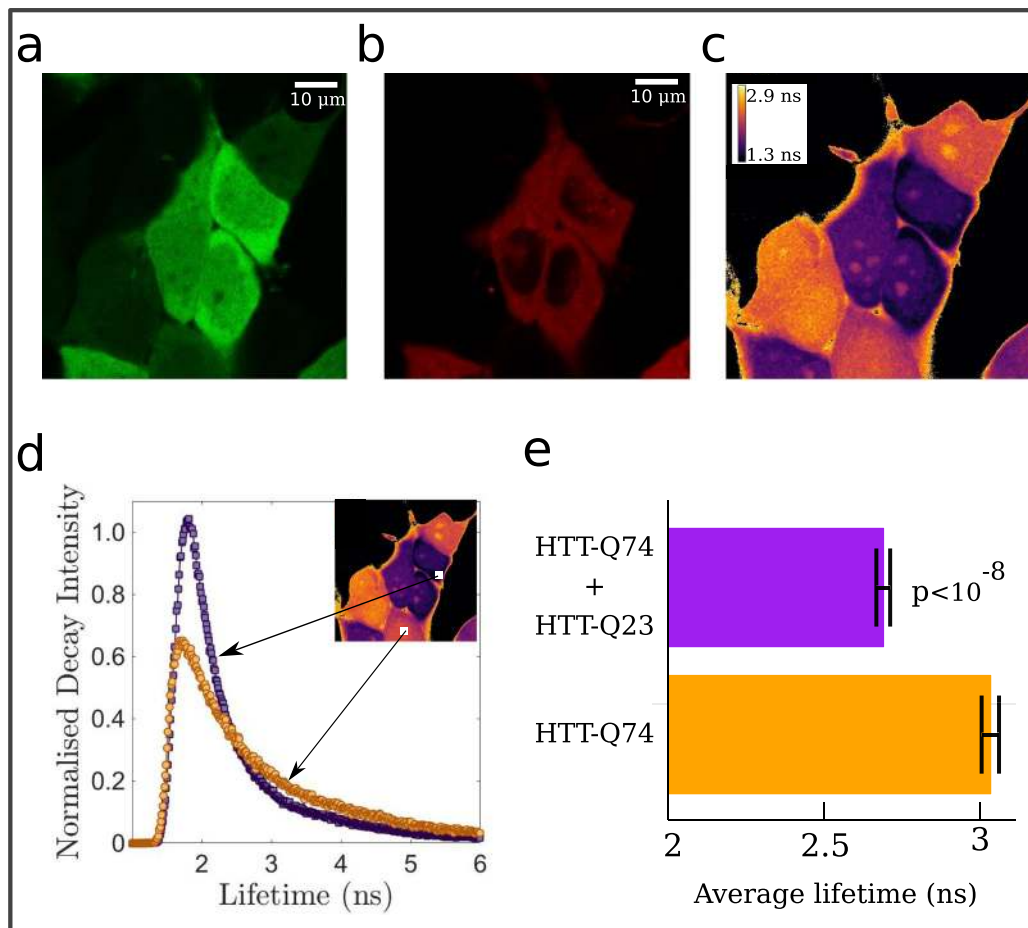 a
10 μm
b
10 μm
c
2.9 ns
1.3 ns
d
Normalised Decay Intensity
1.0
0.8
0.6
0.4
0.2
0
2
3
4
5
6
Lifetime (ns)
e
HTT-Q74
+
HTT-Q23
p<10-8
HTT-Q74
2
2.5
3
Average lifetime (ns)